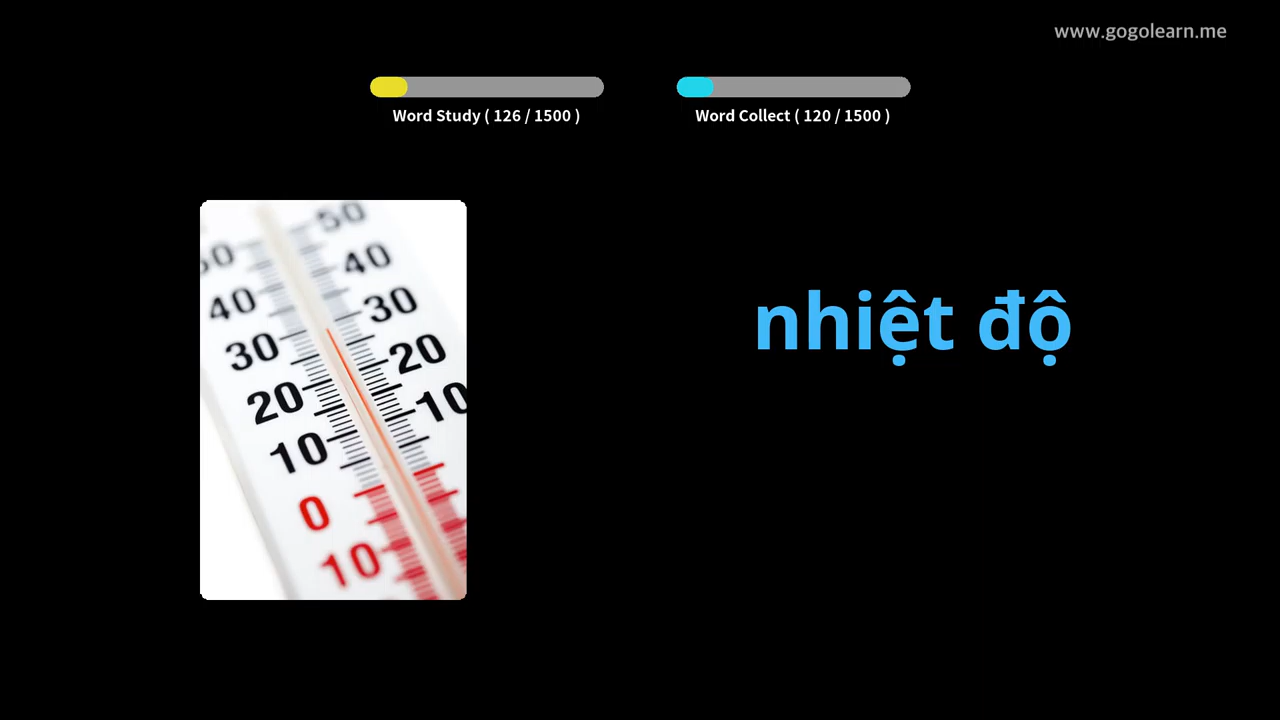 www.gogolearn.me
Word Study ( 126 / 1500 )
Word Collect ( 120 / 1500 )
nhiệt độ
50
40
40
30
30
20
20
10
10
0
10